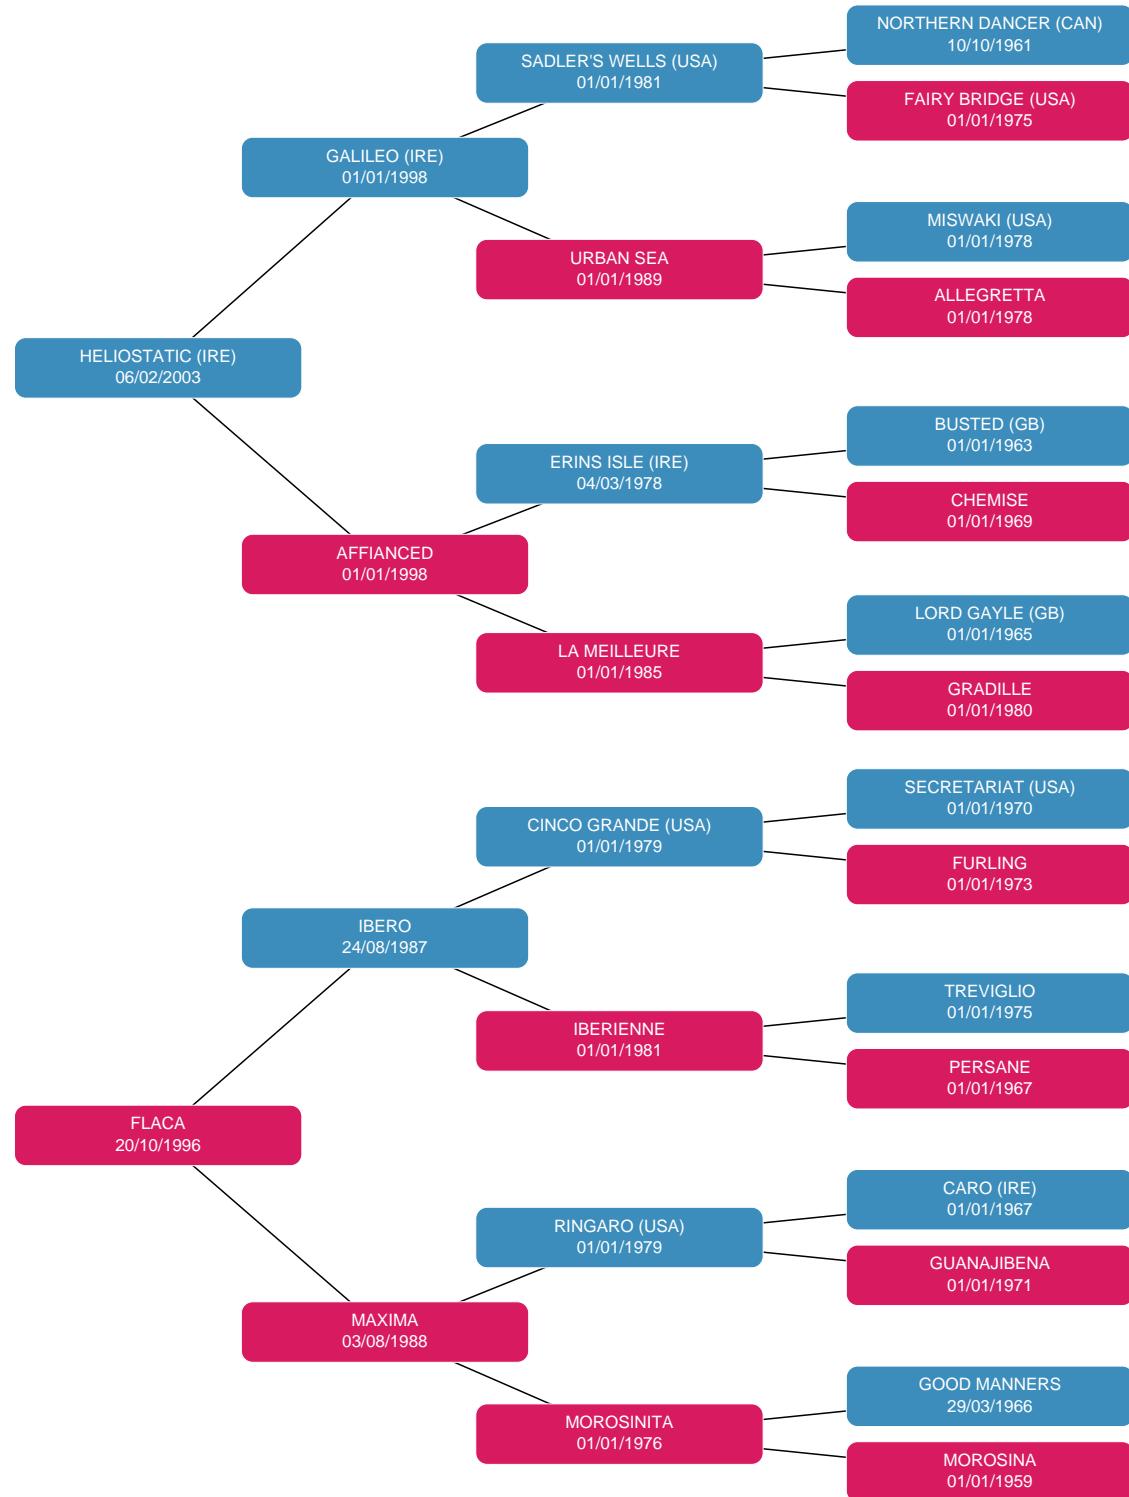 NORTHERN DANCER (CAN)
10/10/1961
SADLER'S WELLS (USA)
01/01/1981
FAIRY BRIDGE (USA)
01/01/1975
GALILEO (IRE)
01/01/1998
MISWAKI (USA)
01/01/1978
URBAN SEA
01/01/1989
ALLEGRETTA
01/01/1978
HELIOSTATIC (IRE)
06/02/2003
BUSTED (GB)
01/01/1963
ERINS ISLE (IRE)
04/03/1978
CHEMISE
01/01/1969
AFFIANCED
01/01/1998
LORD GAYLE (GB)
01/01/1965
LA MEILLEURE
01/01/1985
GRADILLE
01/01/1980
SECRETARIAT (USA)
01/01/1970
CINCO GRANDE (USA)
01/01/1979
FURLING
01/01/1973
IBERO
24/08/1987
TREVIGLIO
01/01/1975
IBERIENNE
01/01/1981
PERSANE
01/01/1967
FLACA
20/10/1996
CARO (IRE)
01/01/1967
RINGARO (USA)
01/01/1979
GUANAJIBENA
01/01/1971
MAXIMA
03/08/1988
GOOD MANNERS
29/03/1966
MOROSINITA
01/01/1976
MOROSINA
01/01/1959